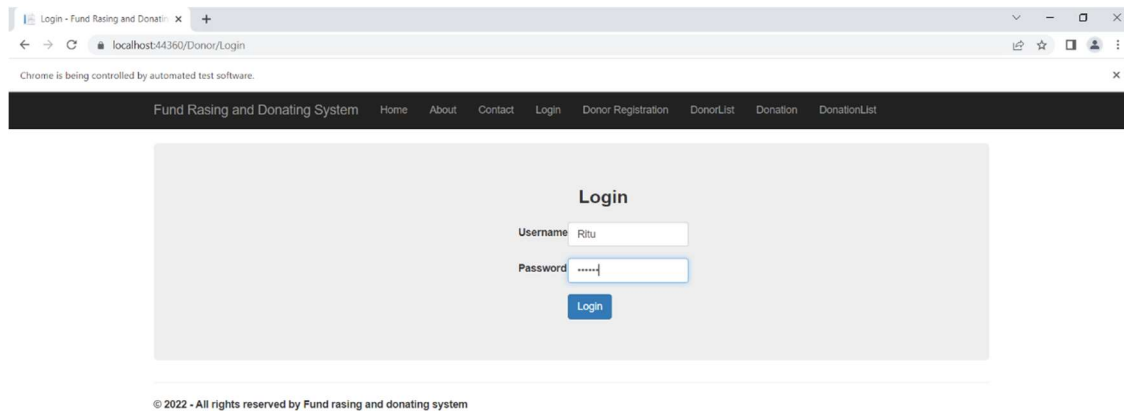 Login - Fund Rasing and Donatin
localhost:44360/Donor/Login
Chrome is being controlled by automated test software.
Fund Rasing and Donating System Home About Contact Login Donor Registration DonorList Donation DonationList
Login
Username Ritu
Password ••••••
Login
© 2022 - All rights reserved by Fund rasing and donating system